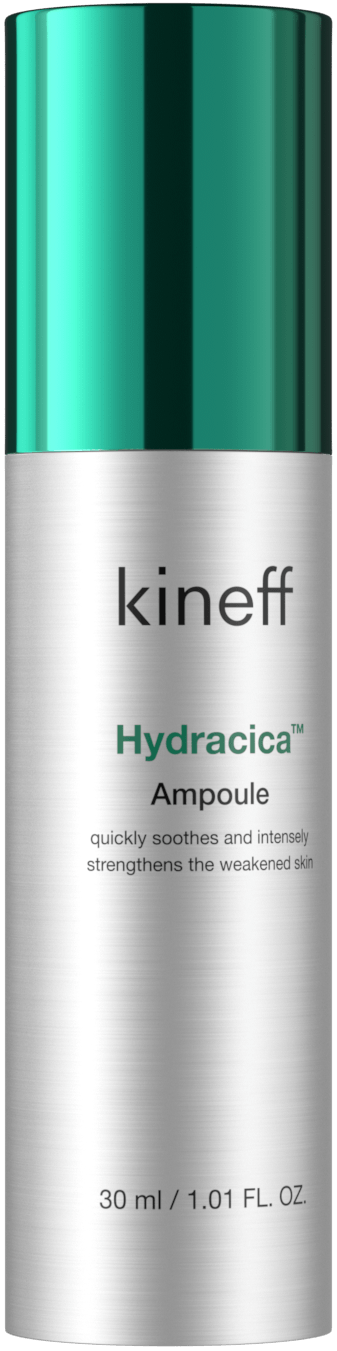 kineff
Hydracica™
Ampoule
quickly soothes and intensely
strengthens the weakened skin
30 ml / 1.01 FL. OZ.